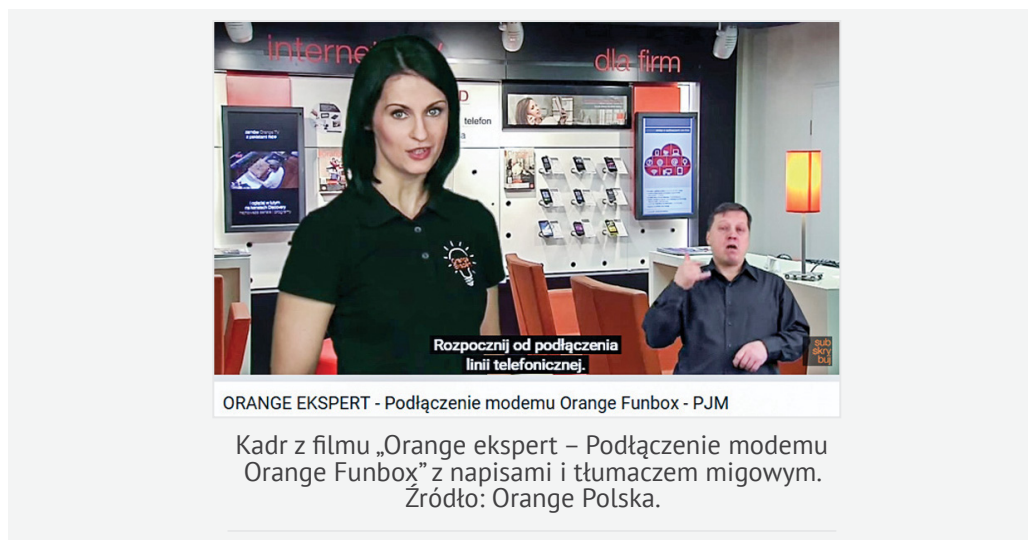 internet
dla firm
D
telefon
Rozpocznij od podłączenia
linii telefonicznej.
sub
skry
buj
ORANGE EKSPERT - Podłączenie modemu Orange Funbox - PJM
Kadr z filmu „Orange ekspert – Podłączenie modemu
Orange Funbox” z napisami i tłumaczem migowym.
Źródło: Orange Polska.